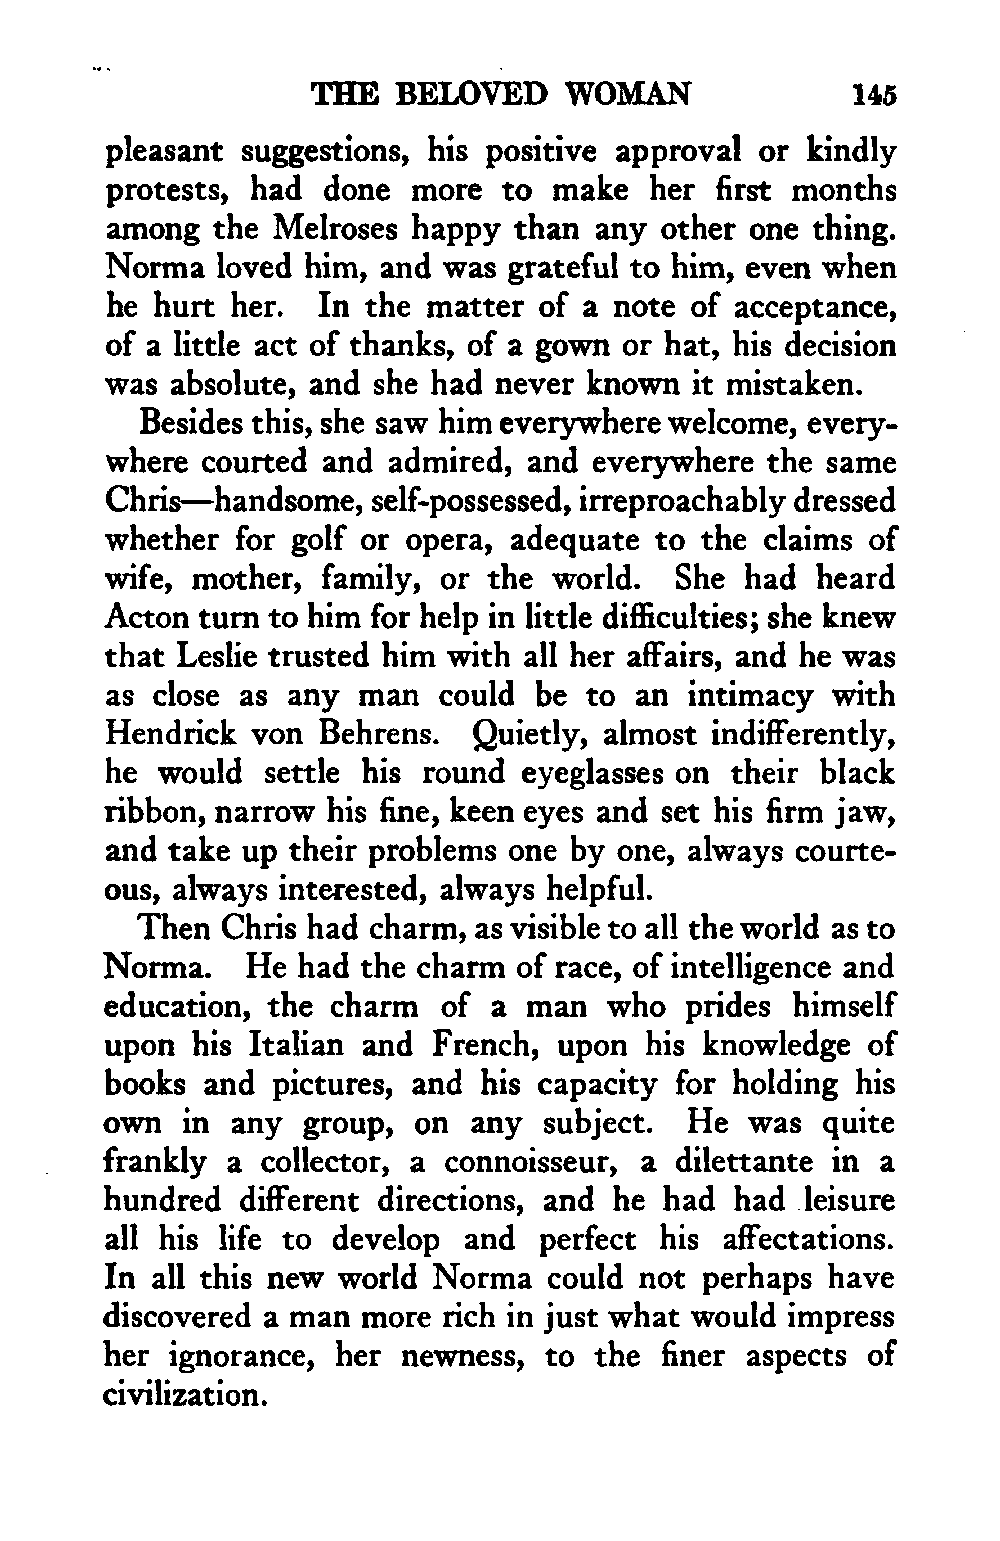 THE BELOVED WOMAN 145
pleasant suggestions, his positive approval or kindly
protests, had done more to make her first months
among the Melroses happy than any other one thing.
Norma loved him, and was grateful to him, even when
he hurt her. In the matter of a note of acceptance,
of a little act of thanks, of a gown or hat, his decision
was absolute, and she had never known it mistaken.
Besides this, she saw him everywhere welcome, every-
where courted and admired, and everywhere the same
Chris—handsome, self-possessed, irreproachably dressed
whether for golf or opera, adequate to the claims of
wife, mother, family, or the world. She had heard
Acton turn to him for help in little difficulties; she knew
that Leslie trusted him with all her affairs, and he was
as close as any man could be to an intimacy with
Hendrick von Behrens. Quietly, almost indifferently,
he would settle his round eyeglasses on their black
ribbon, narrow his fine, keen eyes and set his firm jaw,
and take up their problems one by one, always courte-
ous, always interested, always helpful.
Then Chris had charm, as visible to all the world as to
Norma. He had the charm of race, of intelligence and
education, the charm of a man who prides himself
upon his Italian and French, upon his knowledge of
books and pictures, and his capacity for holding his
own in any group, on any subject. He was quite
frankly a collector, a connoisseur, a dilettante in a
hundred different directions, and he had had leisure
all his life to develop and perfect his affectations.
In all this new world Norma could not perhaps have
discovered a man more rich in just what would impress
her ignorance, her newness, to the finer aspects of
civilization.